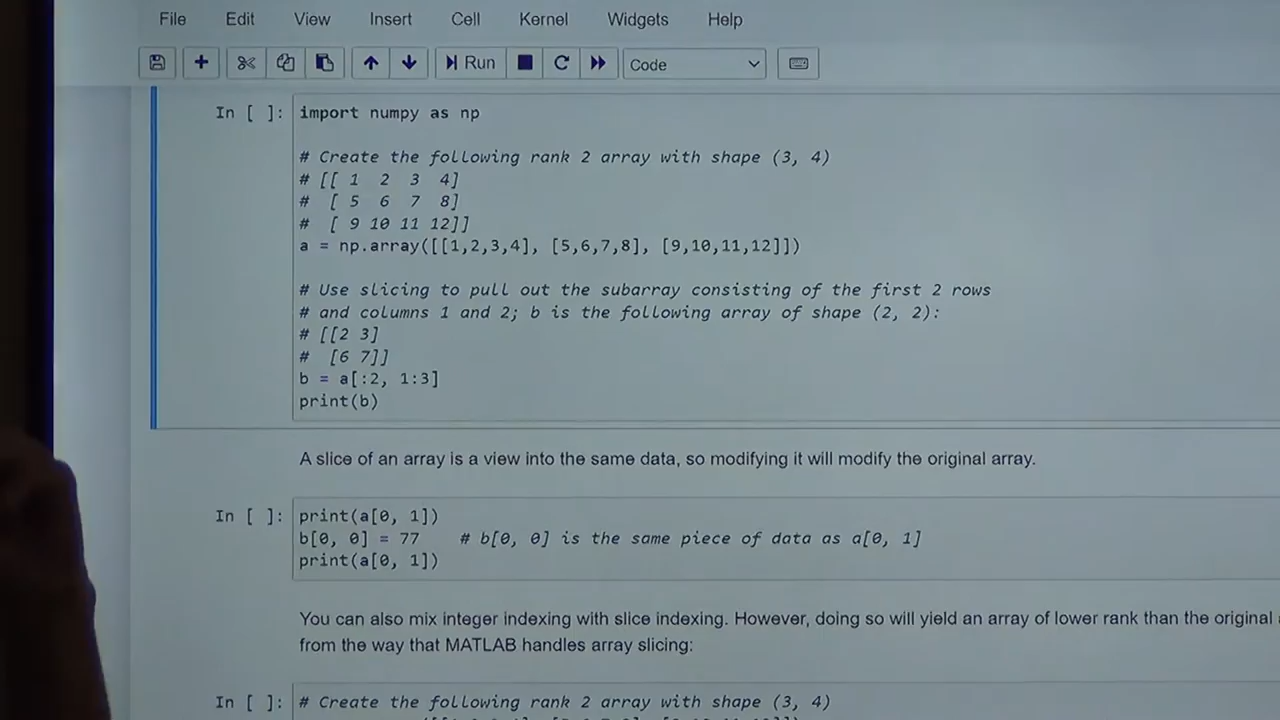 File Edit View Insert Cell Kernel Widgets Help
Run Code
In [ ]: import numpy as np
# Create the following rank 2 array with shape (3, 4)
# [[ 1  2  3  4]
#  [ 5  6  7  8]
#  [ 9 10 11 12]]
a = np.array([[1,2,3,4], [5,6,7,8], [9,10,11,12]])
# Use slicing to pull out the subarray consisting of the first 2 rows
# and columns 1 and 2; b is the following array of shape (2, 2):
# [[2 3]
#  [6 7]]
b = a[:2, 1:3]
print(b)
A slice of an array is a view into the same data, so modifying it will modify the original array.
In [ ]: print(a[0, 1])
b[0, 0] = 77    # b[0, 0] is the same piece of data as a[0, 1]
print(a[0, 1])
You can also mix integer indexing with slice indexing. However, doing so will yield an array of lower rank than the original
from the way that MATLAB handles array slicing:
In [ ]: # Create the following rank 2 array with shape (3, 4)